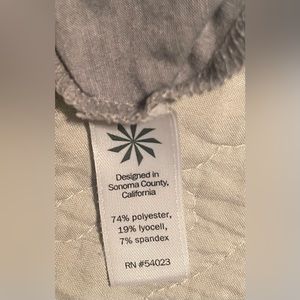 Designed in
Sonoma County,
California
74% polyester,
19% lyocell,
7% spandex
RN #54023